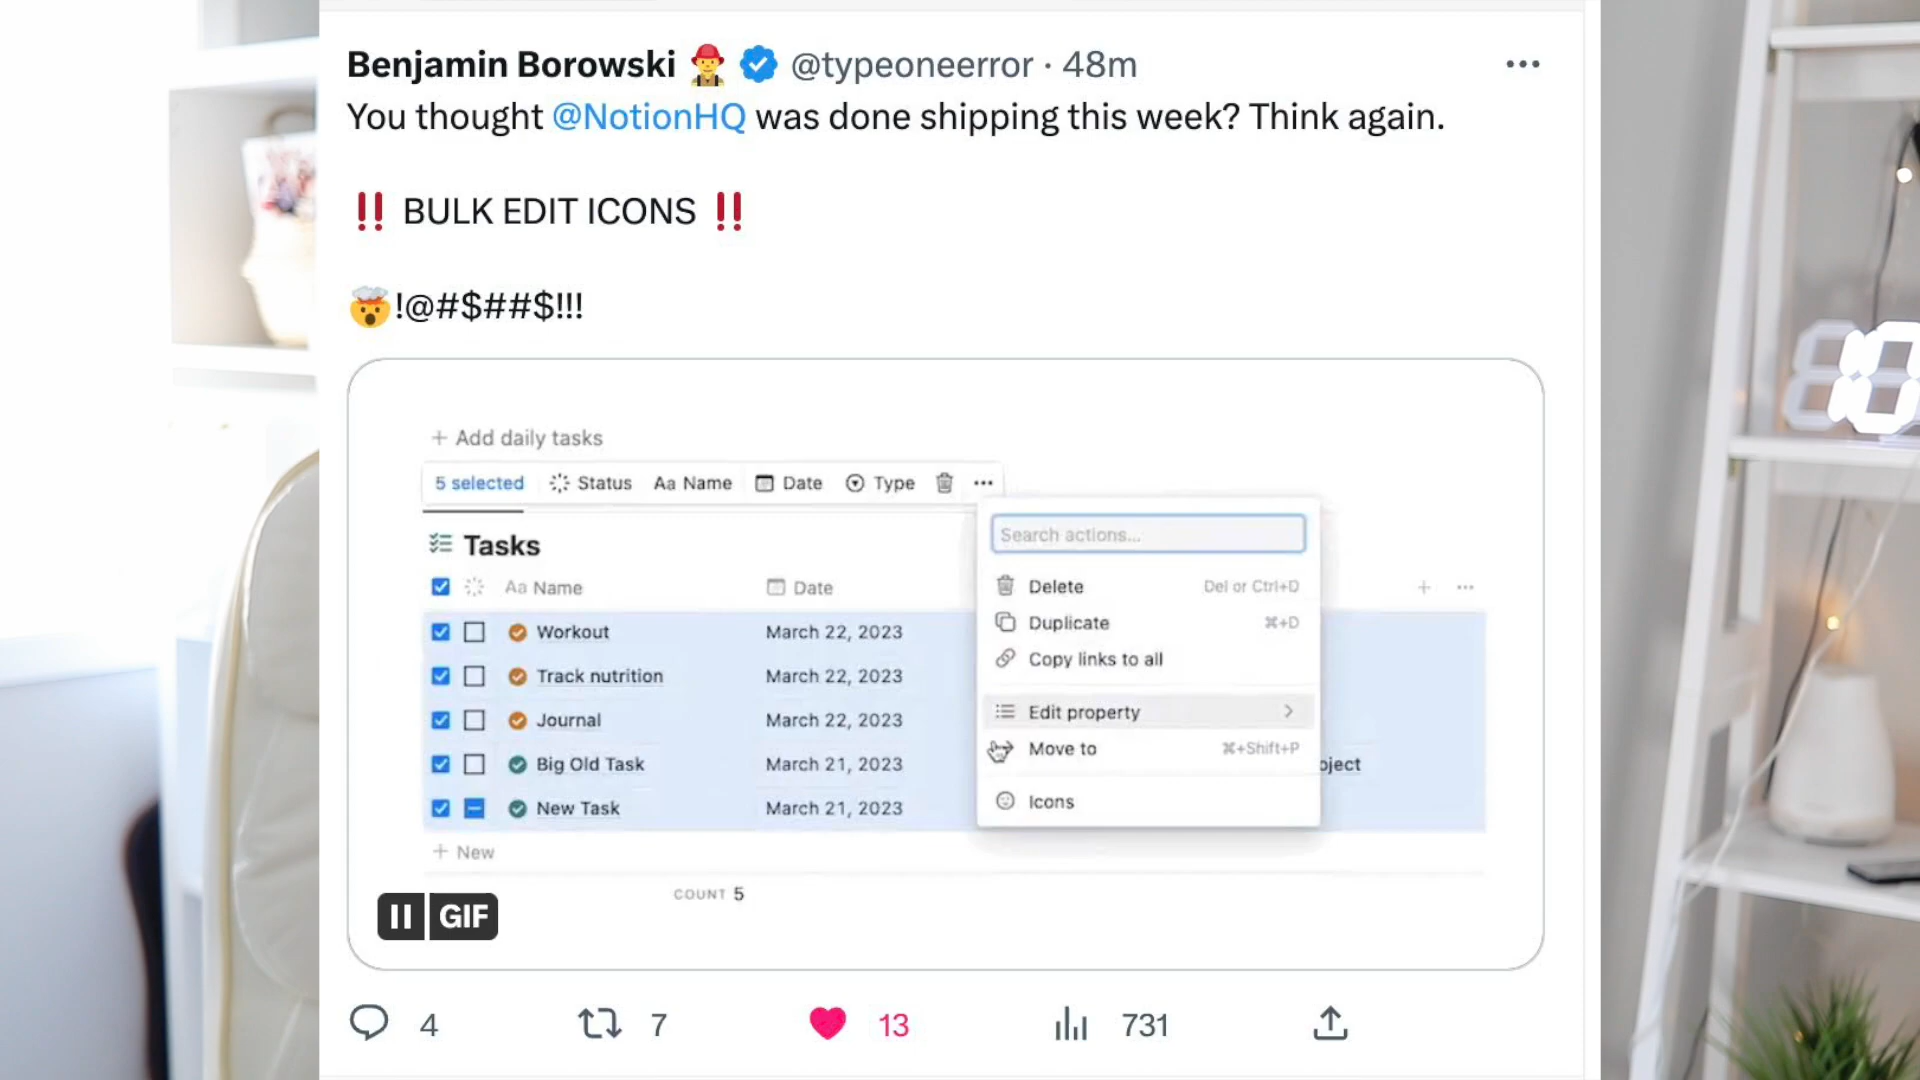 Benjamin Borowski @typeoneerror · 48m
You thought @NotionHQ was done shipping this week? Think again.
‼️ BULK EDIT ICONS ‼️
🤯!@#$##$!!!
+ Add daily tasks
5 selected Status Aa Name Date Type
Search actions...
Tasks
Aa Name Date
Delete Del or Ctrl+D
Duplicate ⌘+D
Copy links to all
Edit property
Move to ⌘+Shift+P
Icons
Workout March 22, 2023
Track nutrition March 22, 2023
Journal March 22, 2023
Big Old Task March 21, 2023 oject
New Task March 21, 2023
+ New
COUNT 5
GIF
4 7 13 731